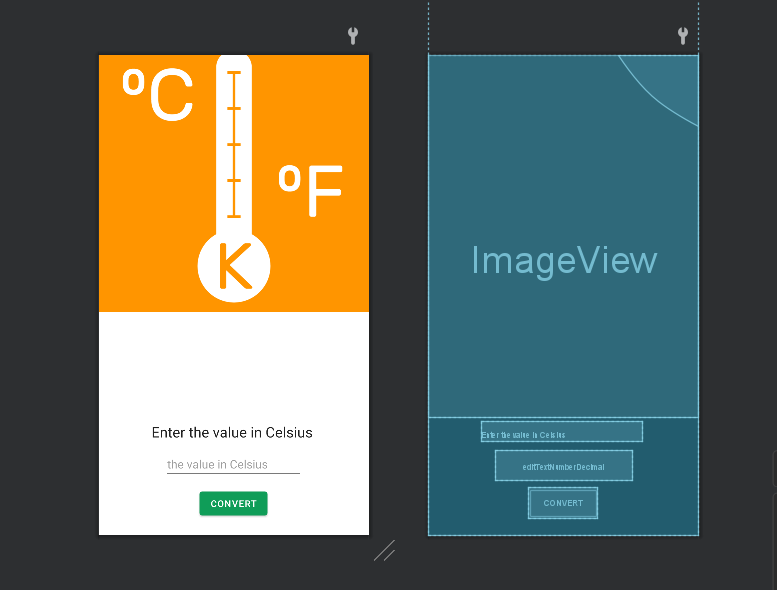 ºC
ºF
K
Enter the value in Celsius
the value in Celsius
CONVERT
ImageView
Enter the value in Celsius
editTextNumberDecimal
CONVERT